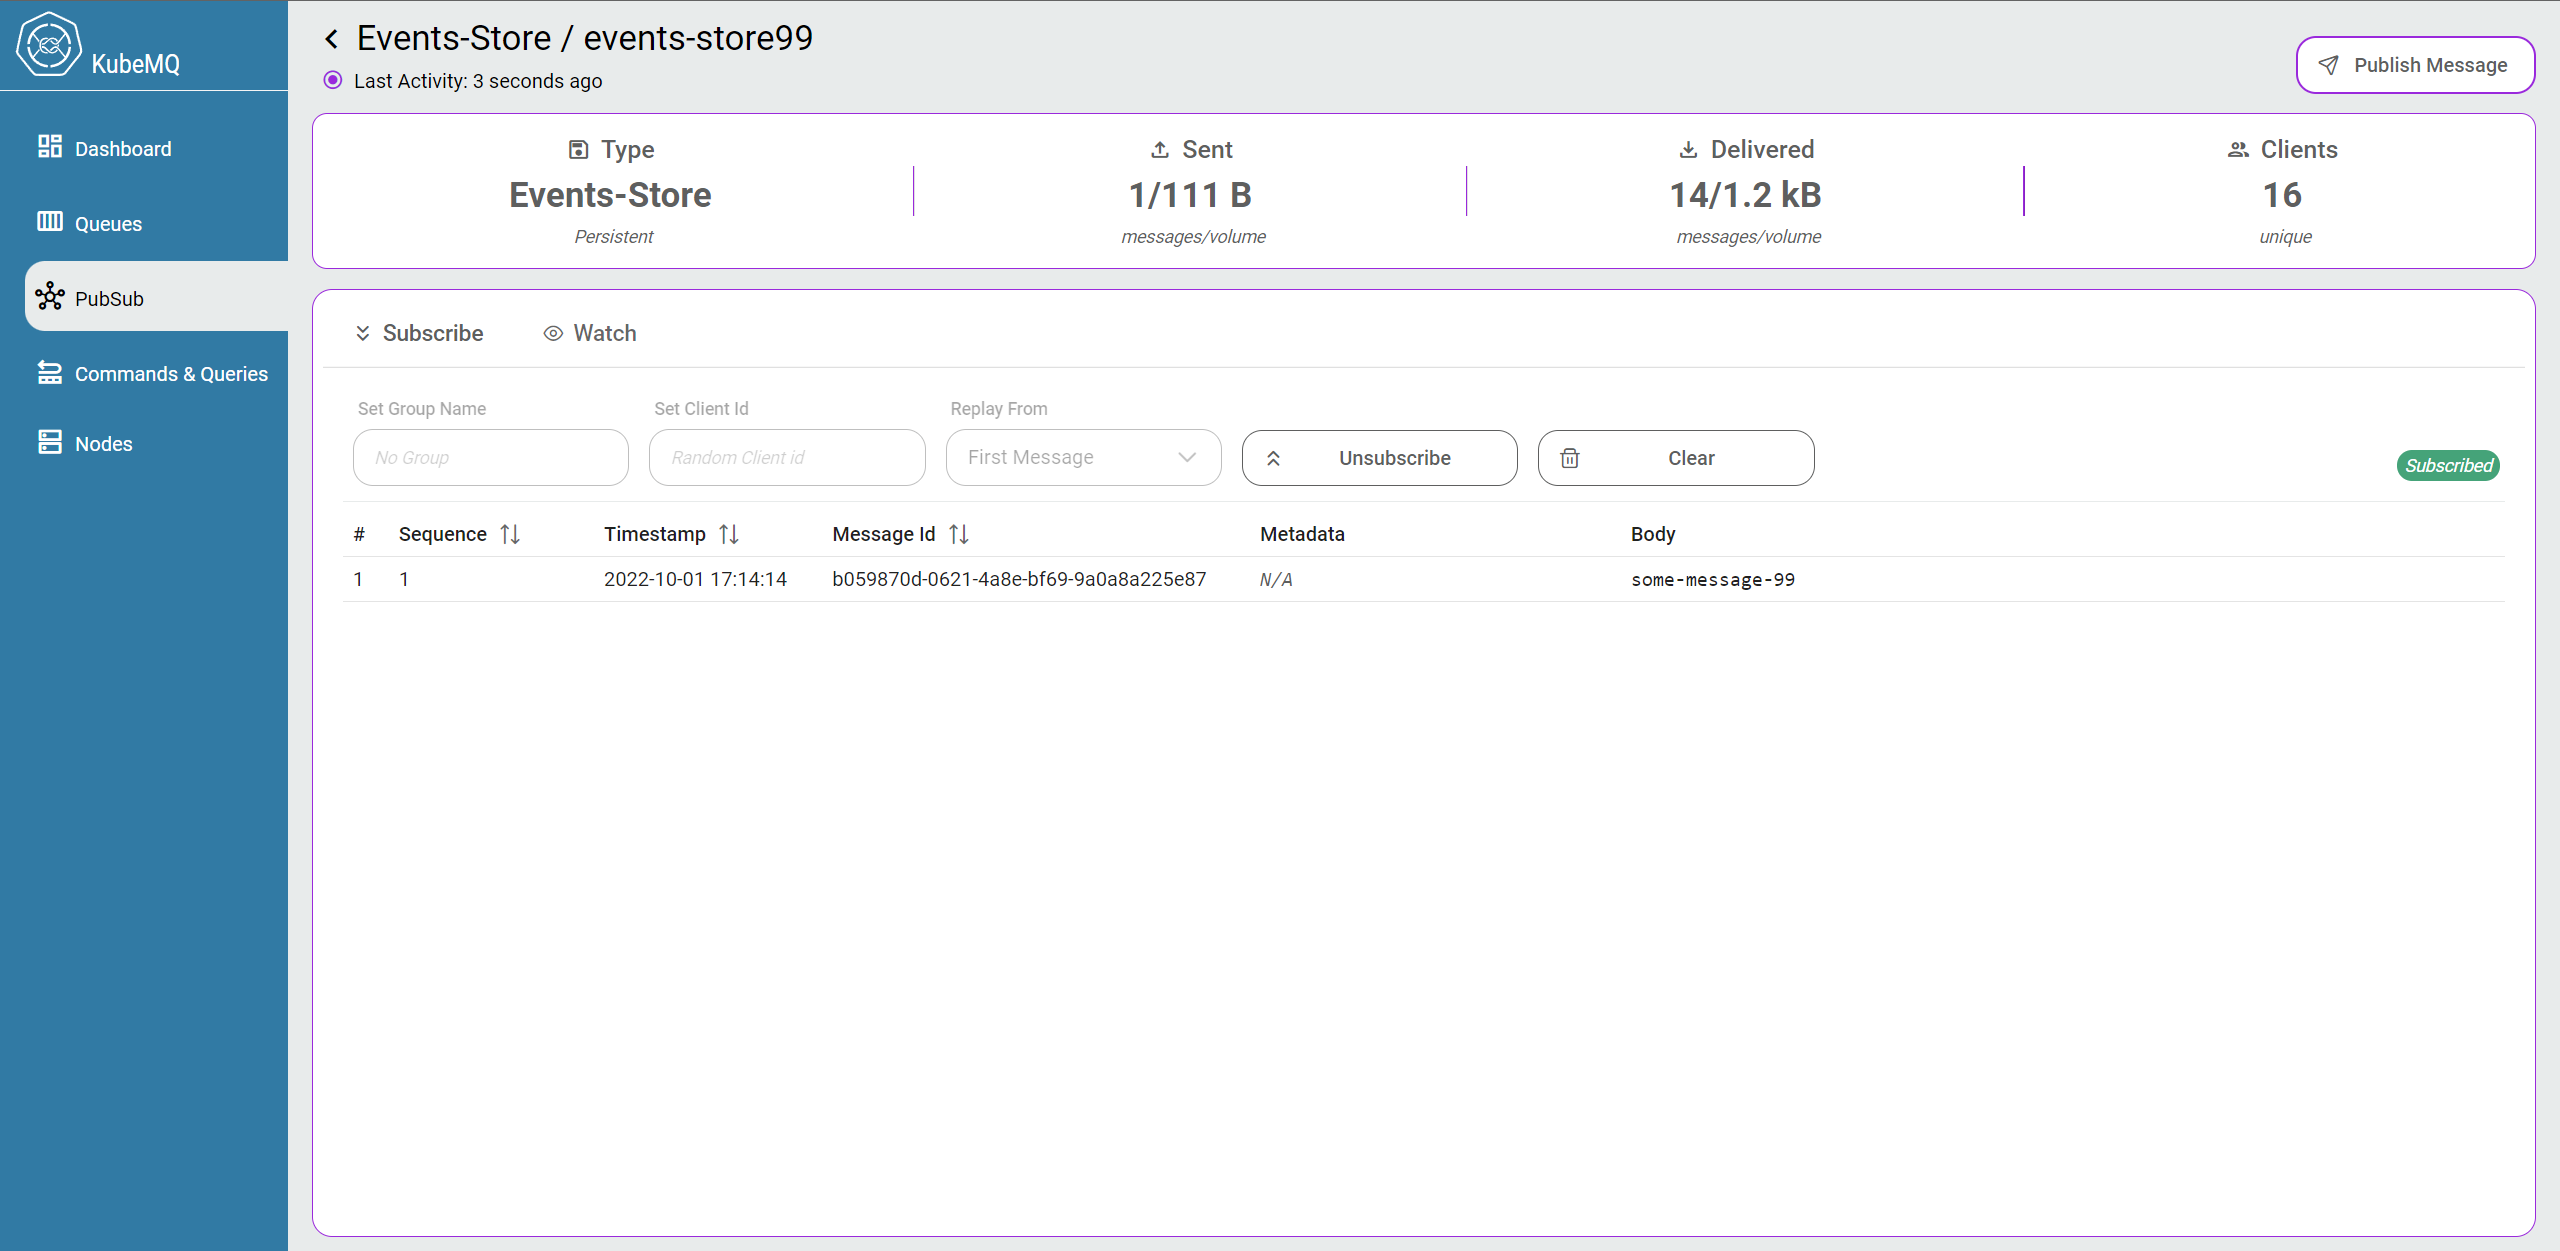 KubeMQ
Dashboard
Queues
PubSub
Commands & Queries
Nodes
Events-Store / events-store99
Last Activity: 3 seconds ago
Publish Message
Type
Events-Store
Persistent
Sent
1/111 B
messages/volume
Delivered
14/1.2 kB
messages/volume
Clients
16
unique
Subscribe Watch
Set Group Name Set Client Id Replay From
No Group Random Client id First Message Unsubscribe Clear Subscribed
# Sequence Timestamp Message Id Metadata Body
1 1 2022-10-01 17:14:14 b059870d-0621-4a8e-bf69-9a0a8a225e87 N/A some-message-99